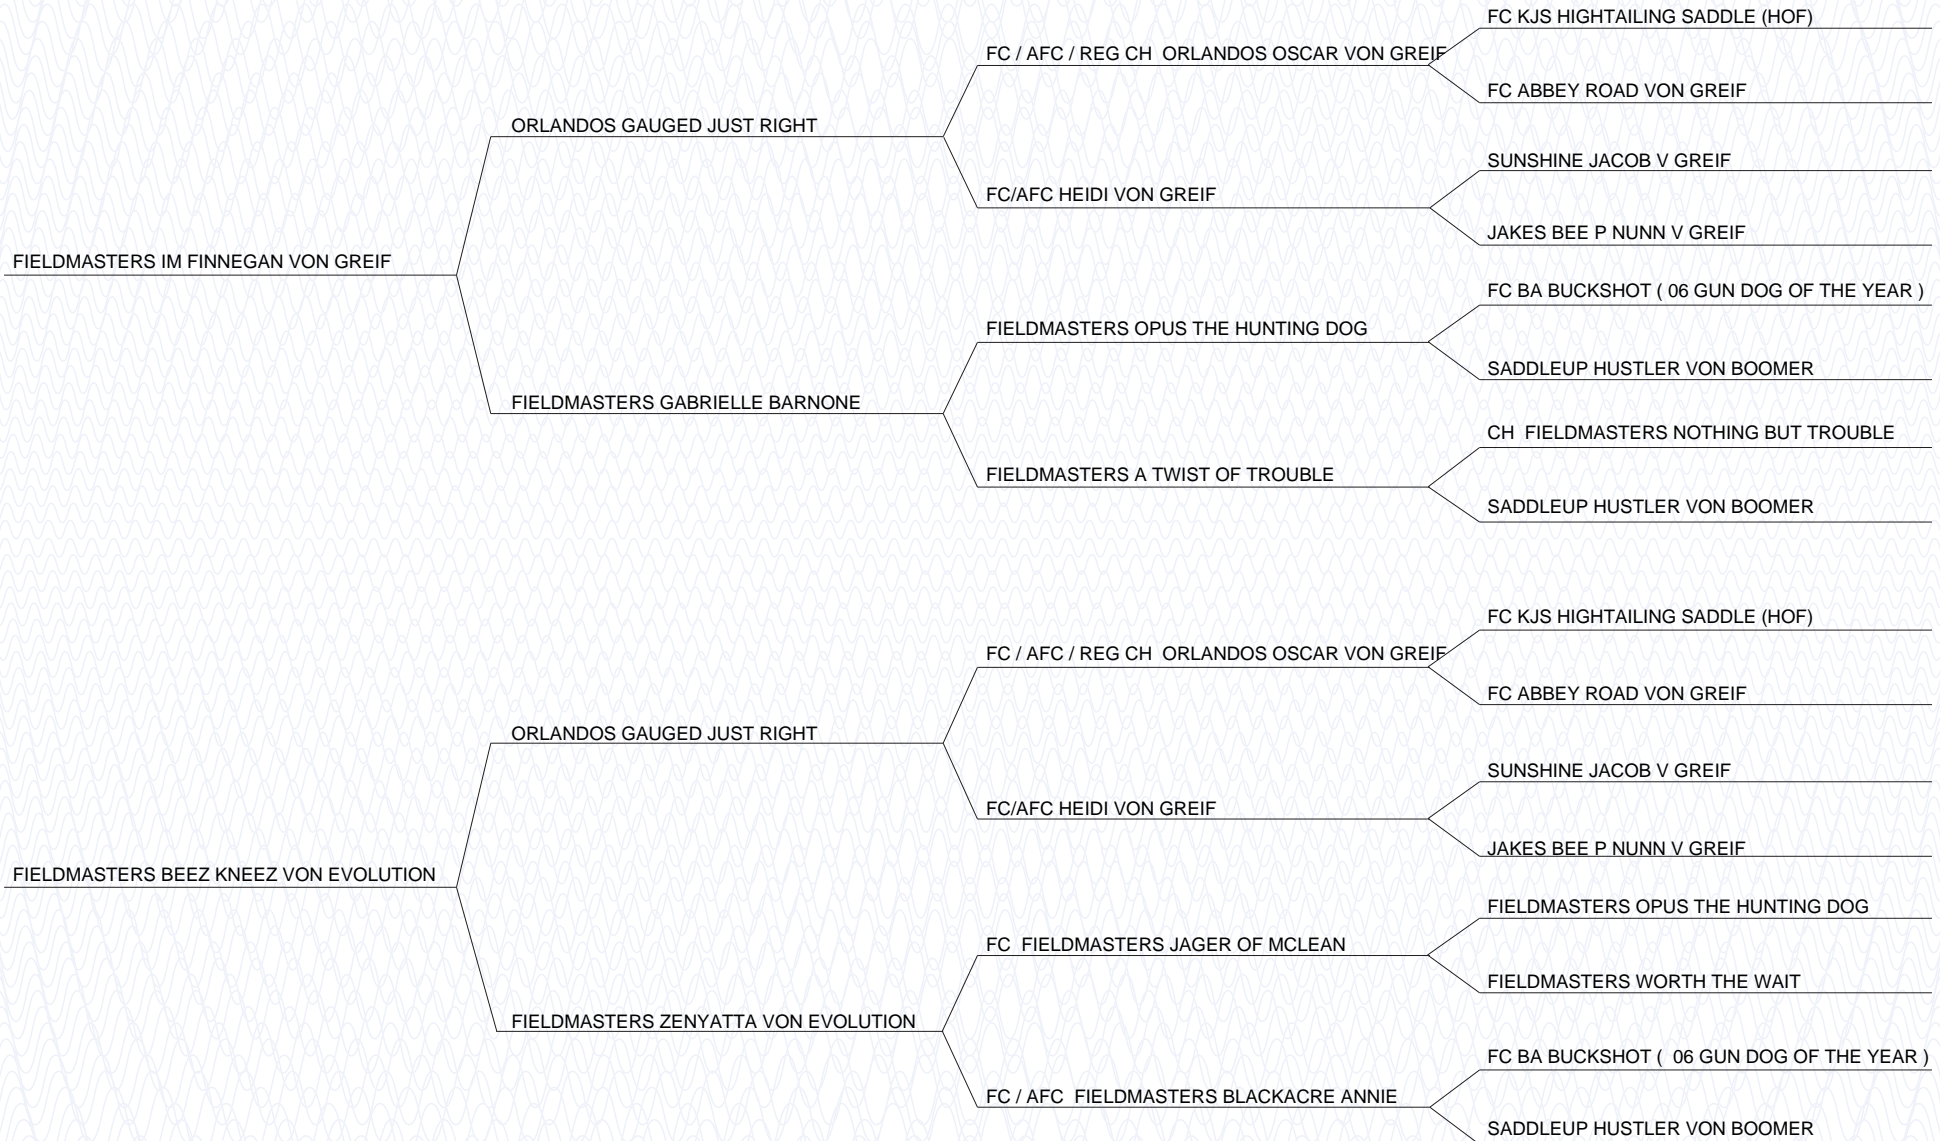 FC KJS HIGHTAILING SADDLE (HOF)
FC / AFC / REG CH  ORLANDOS OSCAR VON GREIF
FC ABBEY ROAD VON GREIF
ORLANDOS GAUGED JUST RIGHT
SUNSHINE JACOB V GREIF
FC/AFC HEIDI VON GREIF
JAKES BEE P NUNN V GREIF
FIELDMASTERS IM FINNEGAN VON GREIF
FC BA BUCKSHOT ( 06 GUN DOG OF THE YEAR )
FIELDMASTERS OPUS THE HUNTING DOG
SADDLEUP HUSTLER VON BOOMER
FIELDMASTERS GABRIELLE BARNONE
CH  FIELDMASTERS NOTHING BUT TROUBLE
FIELDMASTERS A TWIST OF TROUBLE
SADDLEUP HUSTLER VON BOOMER
FC KJS HIGHTAILING SADDLE (HOF)
FC / AFC / REG CH  ORLANDOS OSCAR VON GREIF
FC ABBEY ROAD VON GREIF
ORLANDOS GAUGED JUST RIGHT
SUNSHINE JACOB V GREIF
FC/AFC HEIDI VON GREIF
JAKES BEE P NUNN V GREIF
FIELDMASTERS BEEZ KNEEZ VON EVOLUTION
FIELDMASTERS OPUS THE HUNTING DOG
FC  FIELDMASTERS JAGER OF MCLEAN
FIELDMASTERS WORTH THE WAIT
FIELDMASTERS ZENYATTA VON EVOLUTION
FC BA BUCKSHOT (  06 GUN DOG OF THE YEAR )
FC / AFC  FIELDMASTERS BLACKACRE ANNIE
SADDLEUP HUSTLER VON BOOMER